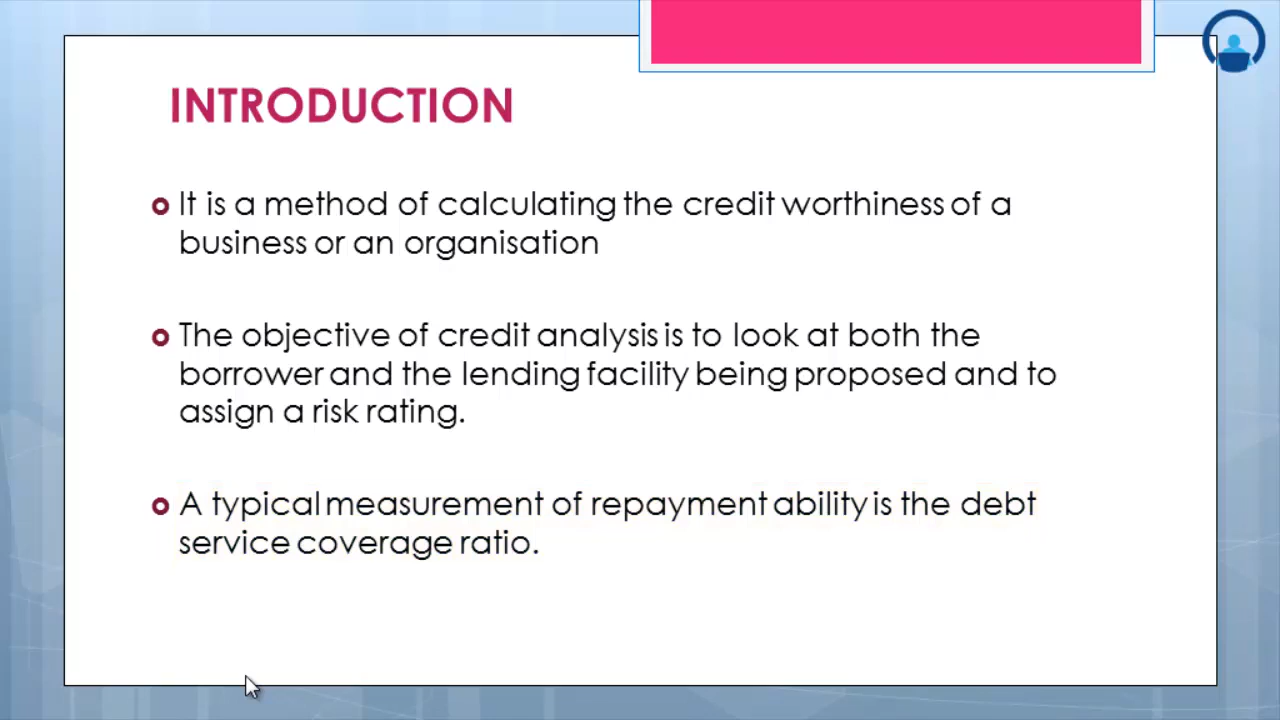 INTRODUCTION
It is a method of calculating the credit worthiness of a
business or an organisation
The objective of credit analysis is to look at both the
borrower and the lending facility being proposed and to
assign a risk rating.
A typical measurement of repayment ability is the debt
service coverage ratio.